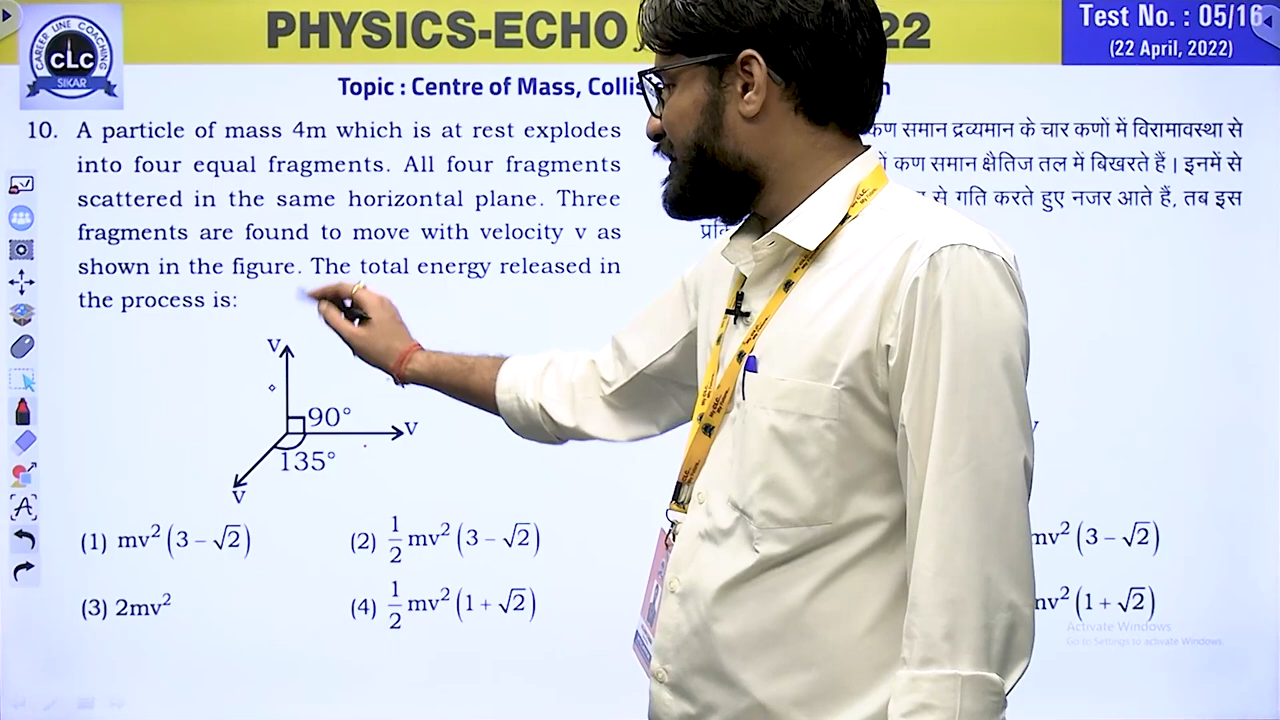 PHYSICS-ECHO
22
Test No. : 05/16
(22 April, 2022)
CAREER LINE COACHING
CLC
SIKAR
Topic : Centre of Mass, Collis
n
10. A particle of mass 4m which is at rest explodes
into four equal fragments. All four fragments
scattered in the same horizontal plane. Three
fragments are found to move with velocity v as
shown in the figure. The total energy released in
the process is:
कण समान द्रव्यमान के चार कणों में विरामावस्था से
कण समान क्षैतिज तल में बिखरते हैं। इनमें से
से गति करते हुए नजर आते हैं, तब इस
v
90°
v
135°
v
(1) mv² (3 – √2)
(2) 1/2 mv² (3 – √2)
(3) 2mv²
(4) 1/2 mv² (1 + √2)
mv² (3 – √2)
mv² (1 + √2)
Activate Windows
Go to Settings to activate Windows.